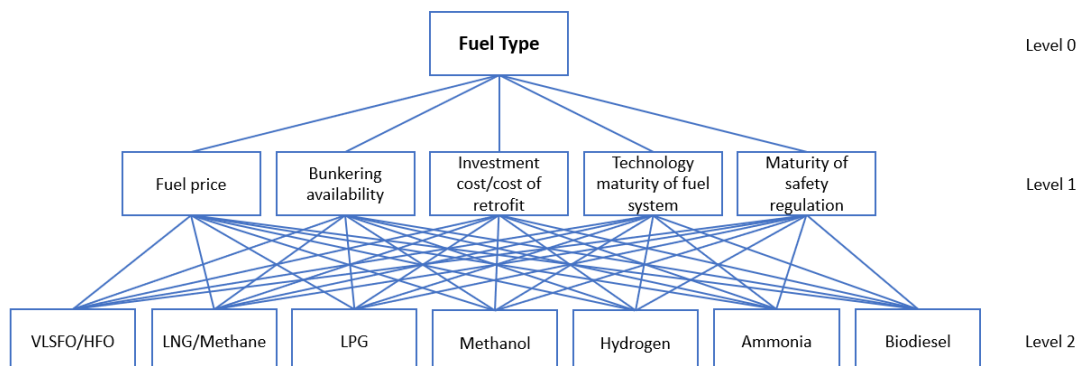 Fuel Type
Level 0
Fuel price
Bunkering
availability
Investment
cost/cost of
retrofit
Technology
maturity of fuel
system
Maturity of
safety
regulation
Level 1
VLSFO/HFO
LNG/Methane
LPG
Methanol
Hydrogen
Ammonia
Biodiesel
Level 2